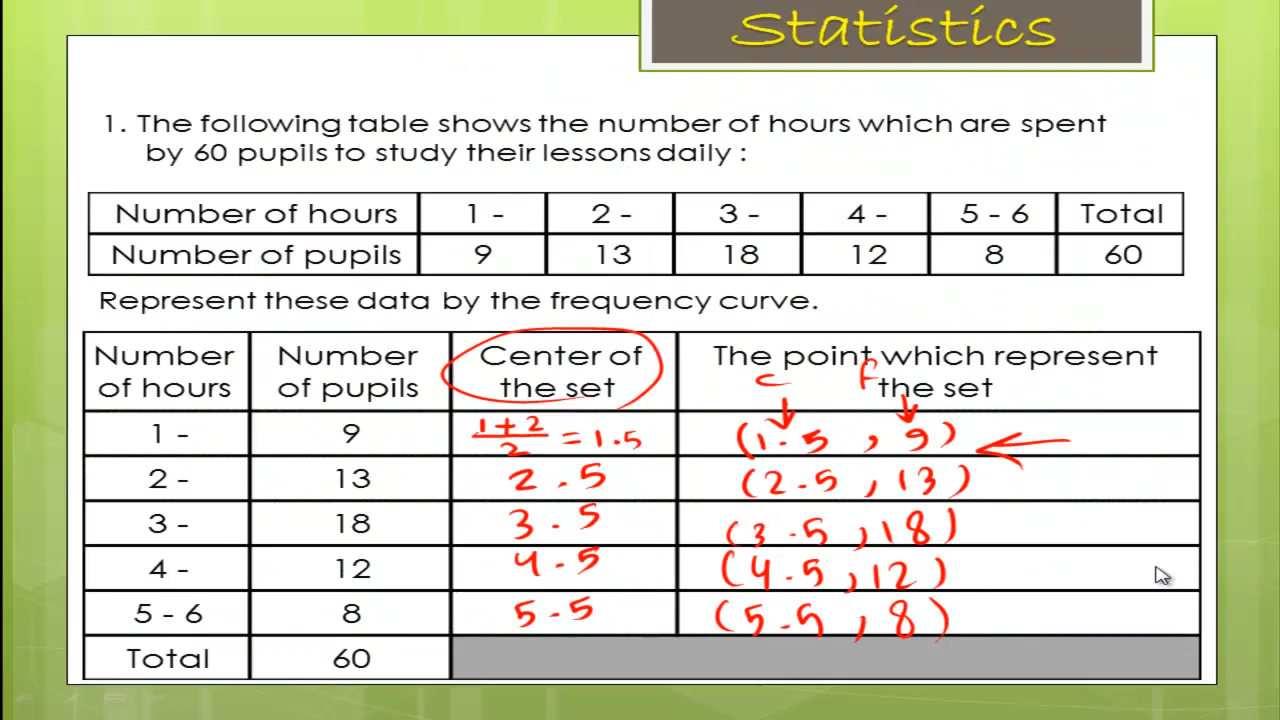 Statistics
1. The following table shows the number of hours which are spent
by 60 pupils to study their lessons daily :
Number of hours 1 - 2 - 3 - 4 - 5 - 6 Total
Number of pupils 9 13 18 12 8 60
Represent these data by the frequency curve.
Number of hours Number of pupils Center of the set The point which represent the set
c f
1 - 9 1+2/2 = 1.5 (1.5 , 9)
2 - 13 2.5 (2.5 , 13)
3 - 18 3.5 (3.5 , 18)
4 - 12 4.5 (4.5 , 12)
5 - 6 8 5.5 (5.5 , 8)
Total 60